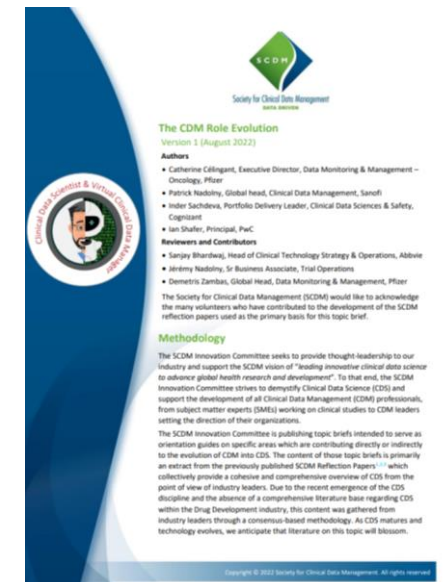 SCDM
Society for Clinical Data Management
DATA DRIVEN
The CDM Role Evolution
Version 1 (August 2022)
Authors
• Catherine Célingant, Executive Director, Data Monitoring & Management –
Oncology, Pfizer
• Patrick Nadolny, Global head, Clinical Data Management, Sanofi
• Inder Sachdeva, Portfolio Delivery Leader, Clinical Data Sciences & Safety,
Cognizant
• Ian Shafer, Principal, PwC
Reviewers and Contributors
• Sanjay Bhardwaj, Head of Clinical Technology Strategy & Operations, Abbvie
• Jérémy Nadolny, Sr Business Associate, Trial Operations
• Demetris Zambas, Global Head, Data Monitoring & Management, Pfizer
The Society for Clinical Data Management (SCDM) would like to acknowledge
the many volunteers who have contributed to the development of the SCDM
reflection papers used as the primary basis for this topic brief.
Clinical Data Scientist & Virtual Clinical Data Manager
Methodology
The SCDM Innovation Committee seeks to provide thought-leadership to our
Industry and support the SCDM vision of "leading innovative clinical data science
to advance global health research and development". To that end, the SCDM
Innovation Committee strives to demystify Clinical Data Science (CDS) and
support the development of all Clinical Data Management (CDM) professionals,
from subject matter experts (SMEs) working on clinical studies to CDM leaders
setting the direction of their organizations.
The SCDM Innovation Committee is publishing topic briefs intended to serve as
orientation guides on specific areas which are contributing directly or indirectly
to the evolution of CDM into CDS. The content of those topic briefs is primarily
an extract from the previously published SCDM Reflection Papers which
collectively provide a cohesive and comprehensive overview of CDS from the
point of view of industry leaders. Due to the recent emergence of the CDS
discipline and the absence of a comprehensive literature base regarding CDS
within the Drug Development industry, this content was gathered from
industry leaders through a consensus-based methodology. As CDS matures and
technology evolves, we anticipate that literature on this topic will blossom.
Copyright © 2022 Society for Clinical Data Management. All rights reserved